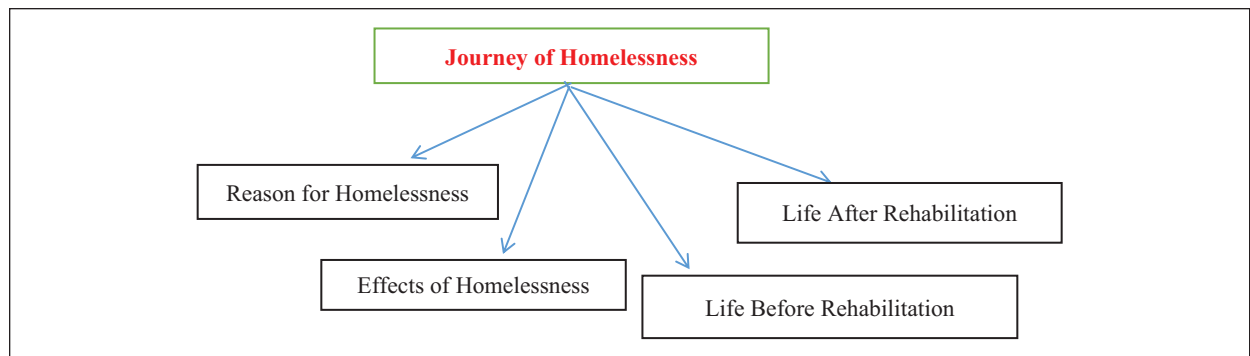 Journey of Homelessness
Reason for Homelessness
Life After Rehabilitation
Effects of Homelessness
Life Before Rehabilitation